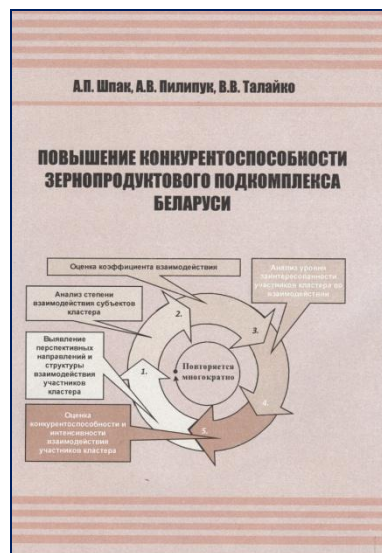 А.П. Шпак, А.В. Пилипук, В.В. Талайко
ПОВЫШЕНИЕ КОНКУРЕНТОСПОСОБНОСТИ
ЗЕРНОПРОДУКТОВОГО ПОДКОМПЛЕКСА
БЕЛАРУСИ
Оценка коэффициента взаимодействия
Анализ уровня
заинтересованности
участников кластера во
взаимодействии
Анализ степени
взаимодействия субъектов
кластера
2.
3.
Выявление
перспективных
направлений и
структуры
взаимодействия
участников
кластера
1.
Повторяется
многократно
4.
Оценка
конкурентоспособности и
интенсивности
взаимодействия
участников кластера
5.